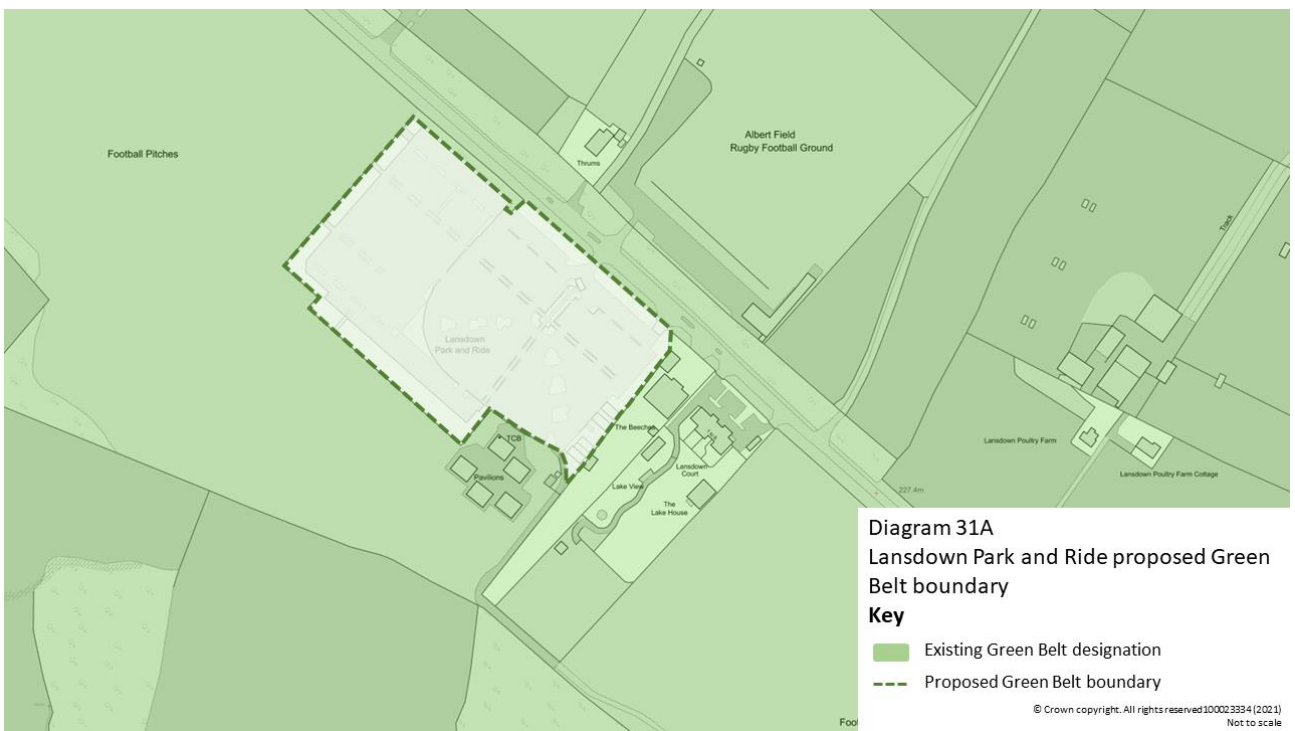 Football Pitches
Thrums
Albert Field
Rugby Football Ground
Track
Lansdown
Park and Ride
TCB
Pavilions
The Beeches
Lake View
Lansdown
Court
The
Lake House
Lansdown Poultry Farm
Lansdown Poultry Farm Cottage
227.4m
Foot
Diagram 31A
Lansdown Park and Ride proposed Green
Belt boundary
Key
Existing Green Belt designation
Proposed Green Belt boundary
© Crown copyright. All rights reserved100023334 (2021)
Not to scale